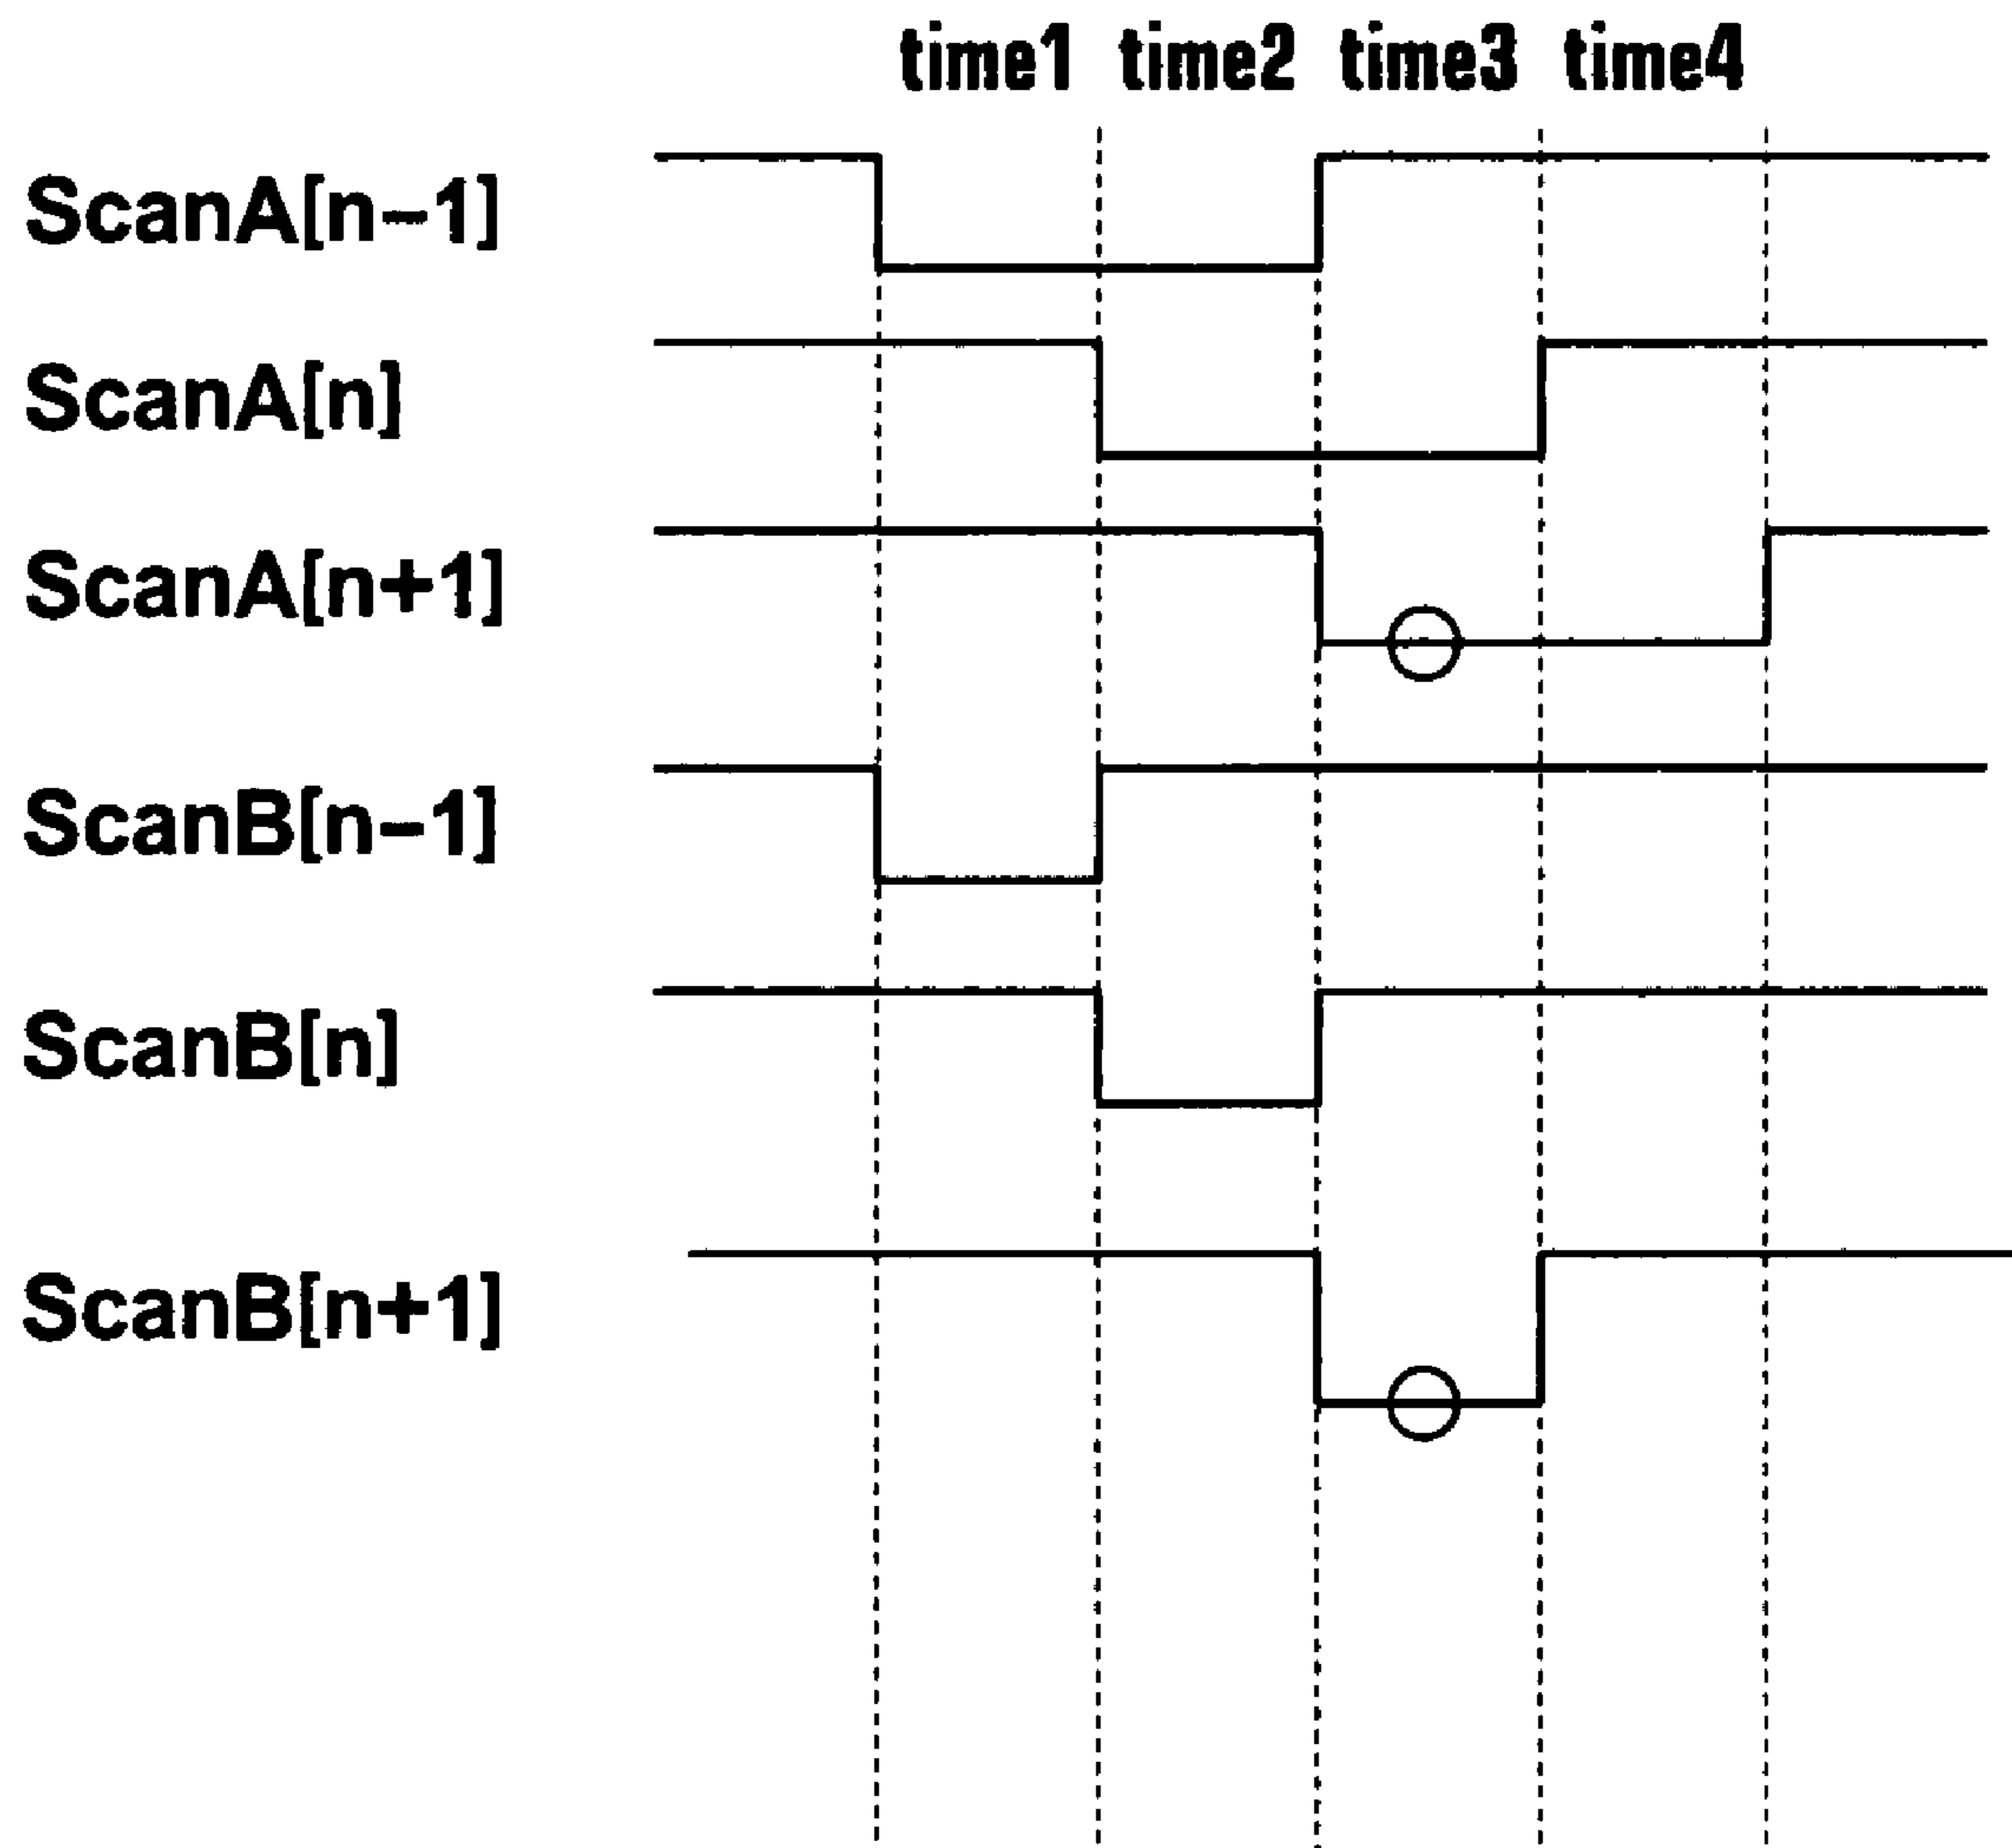 time1 time2 time3 time4
ScanA[n-1]
ScanA[n]
ScanA[n+1]
ScanB[n-1]
ScanB[n]
ScanB[n+1]